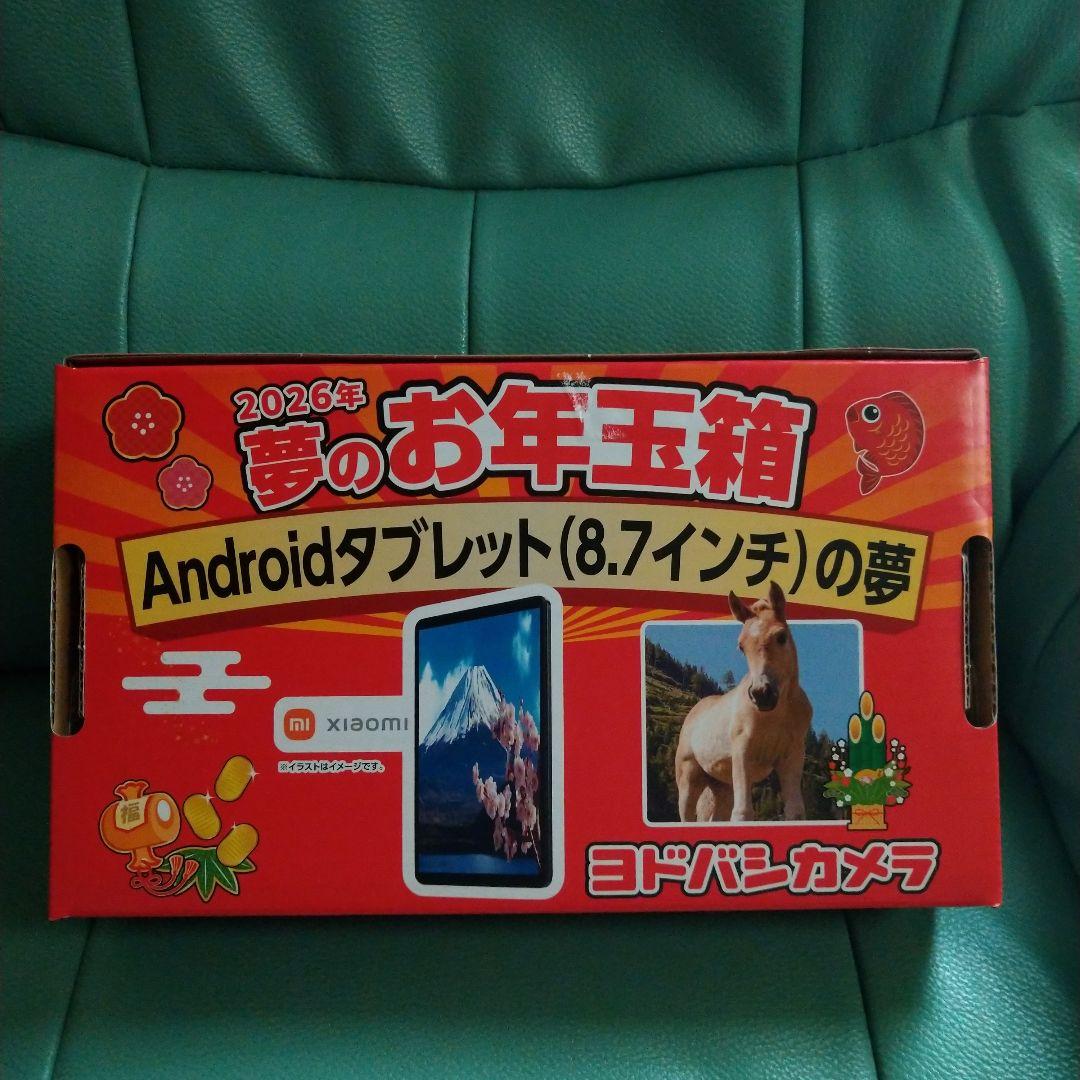 2026年
夢のお年玉箱
Androidタブレット(8.7インチ)の夢
mi xiaomi
※イラストはイメージです。
福
ヨドバシカメラ